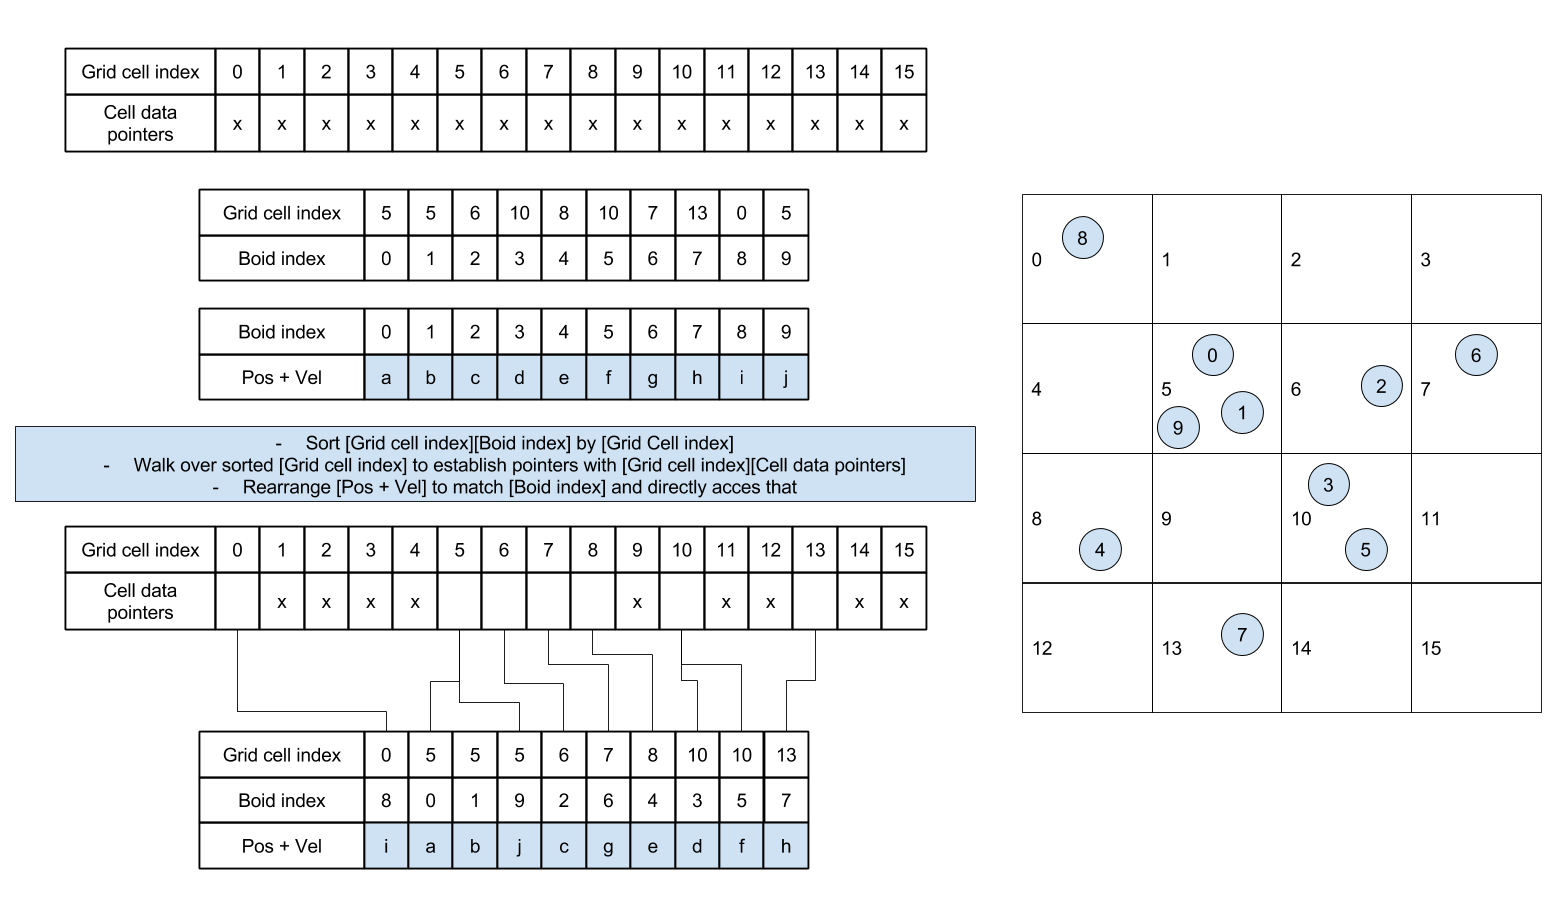 Grid cell index 0 1 2 3 4 5 6 7 8 9 10 11 12 13 14 15
Cell data
pointers x x x x x x x x x x x x x x x x
Grid cell index 5 5 6 10 8 10 7 13 0 5
Boid index 0 1 2 3 4 5 6 7 8 9
Boid index 0 1 2 3 4 5 6 7 8 9
Pos + Vel a b c d e f g h i j
- Sort [Grid cell index][Boid index] by [Grid Cell index]
- Walk over sorted [Grid cell index] to establish pointers with [Grid cell index][Cell data pointers]
- Rearrange [Pos + Vel] to match [Boid index] and directly acces that
Grid cell index 0 1 2 3 4 5 6 7 8 9 10 11 12 13 14 15
Cell data
pointers x x x x x x x x x
Grid cell index 0 5 5 5 6 7 8 10 10 13
Boid index 8 0 1 9 2 6 4 3 5 7
Pos + Vel i a b j c g e d f h
8
0 1 2 3
0 6
4 5 6 2 7
1
9
3
8 9 10 11
4 5
7
12 13 14 15